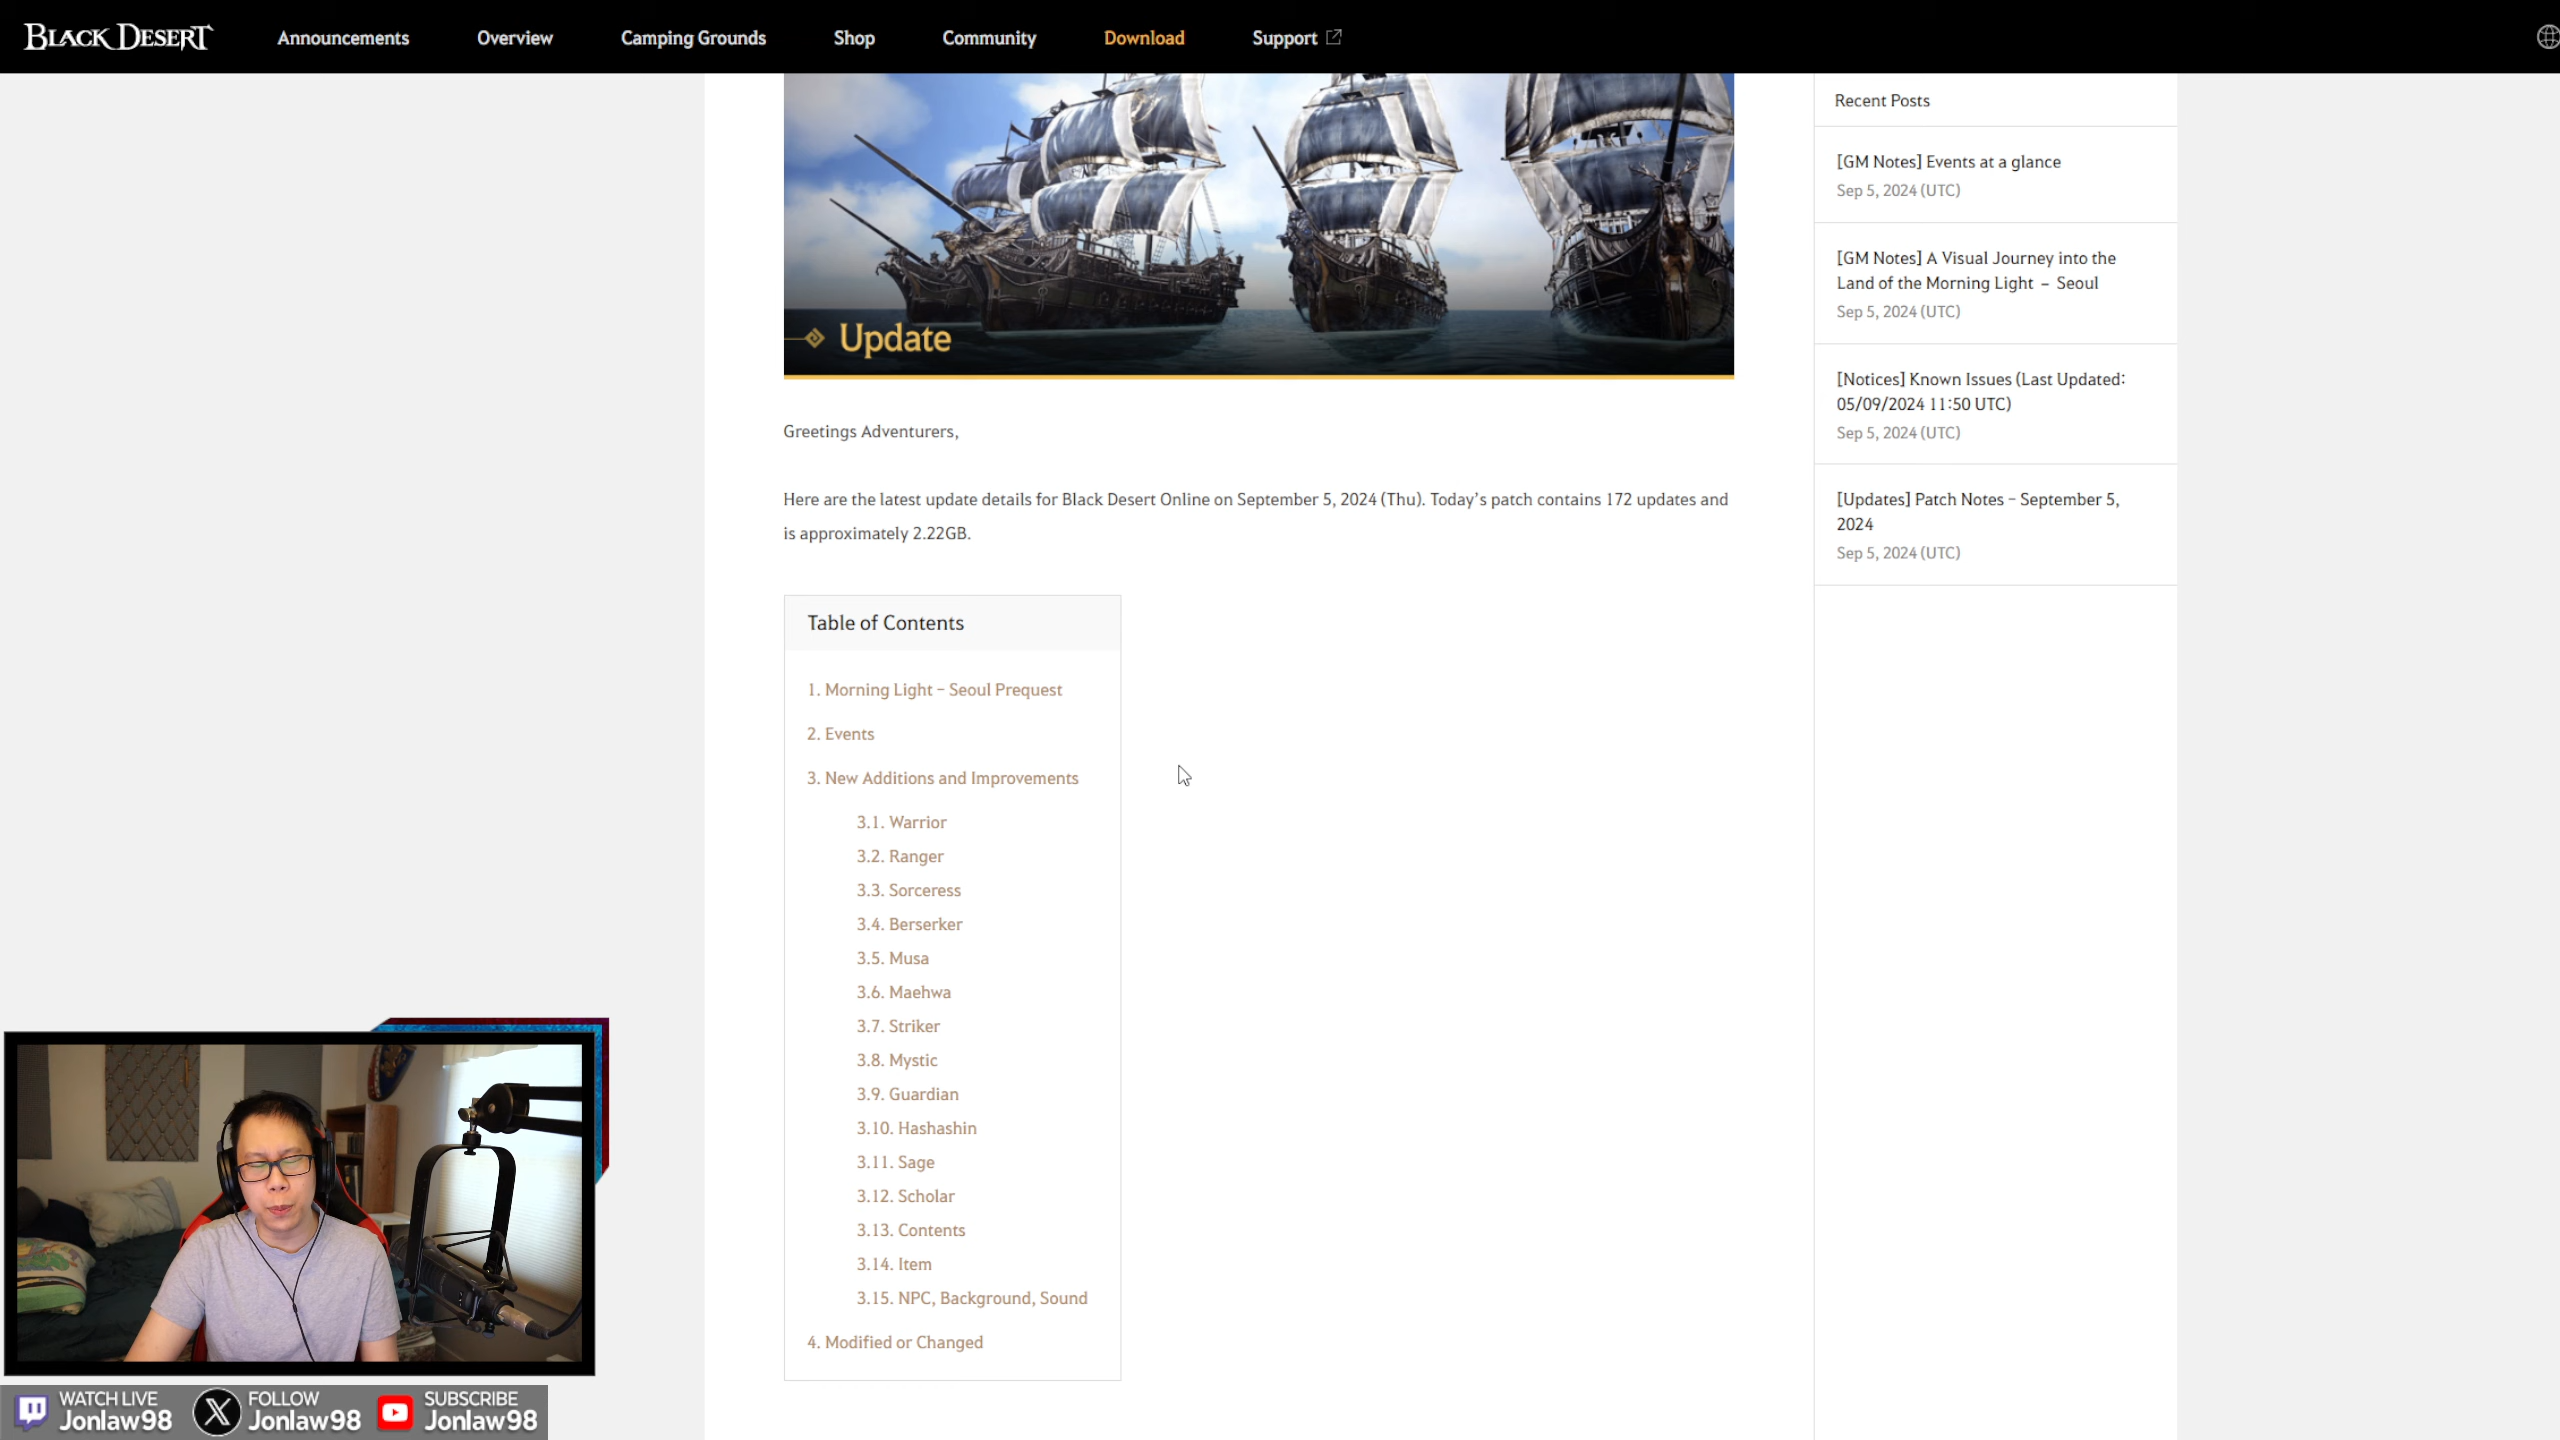 BLACK DESERT
Announcements
Overview
Camping Grounds
Shop
Community
Download
Support
Update
Greetings Adventurers,
Here are the latest update details for Black Desert Online on September 5, 2024 (Thu). Today's patch contains 172 updates and
is approximately 2.22GB.
Table of Contents
1. Morning Light - Seoul Prequest
2. Events
3. New Additions and Improvements
3.1. Warrior
3.2. Ranger
3.3. Sorceress
3.4. Berserker
3.5. Musa
3.6. Maehwa
3.7. Striker
3.8. Mystic
3.9. Guardian
3.10. Hashashin
3.11. Sage
3.12. Scholar
3.13. Contents
3.14. Item
3.15. NPC, Background, Sound
4. Modified or Changed
Recent Posts
[GM Notes] Events at a glance
Sep 5, 2024 (UTC)
[GM Notes] A Visual Journey into the
Land of the Morning Light - Seoul
Sep 5, 2024 (UTC)
[Notices] Known Issues (Last Updated:
05/09/2024 11:50 UTC)
Sep 5, 2024 (UTC)
[Updates] Patch Notes - September 5,
2024
Sep 5, 2024 (UTC)
WATCH LIVE
Jonlaw98
FOLLOW
Jonlaw98
SUBSCRIBE
Jonlaw98